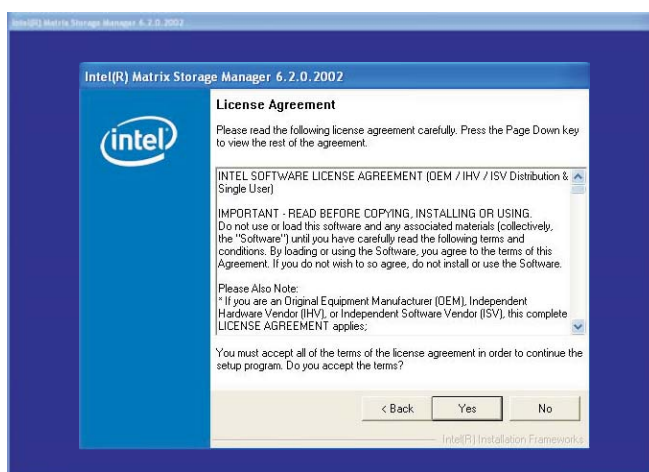 Intel(R) Matrix Storage Manager 6.2.0.2002
Intel(R) Matrix Storage Manager 6.2.0.2002
intel
License Agreement
Please read the following license agreement carefully. Press the Page Down key
to view the rest of the agreement.
INTEL SOFTWARE LICENSE AGREEMENT (OEM / IHV / ISV Distribution &
Single User)
IMPORTANT - READ BEFORE COPYING, INSTALLING OR USING.
Do not use or load this software and any associated materials (collectively,
the "Software") until you have carefully read the following terms and
conditions. By loading or using the Software, you agree to the terms of this
Agreement. If you do not wish to so agree, do not install or use the Software.
Please Also Note:
* If you are an Original Equipment Manufacturer (OEM), Independent
Hardware Vendor (IHV), or Independent Software Vendor (ISV), this complete
LICENSE AGREEMENT applies;
You must accept all of the terms of the license agreement in order to continue the
setup program. Do you accept the terms?
< Back
Yes
No
Intel(R) Installation Frameworks